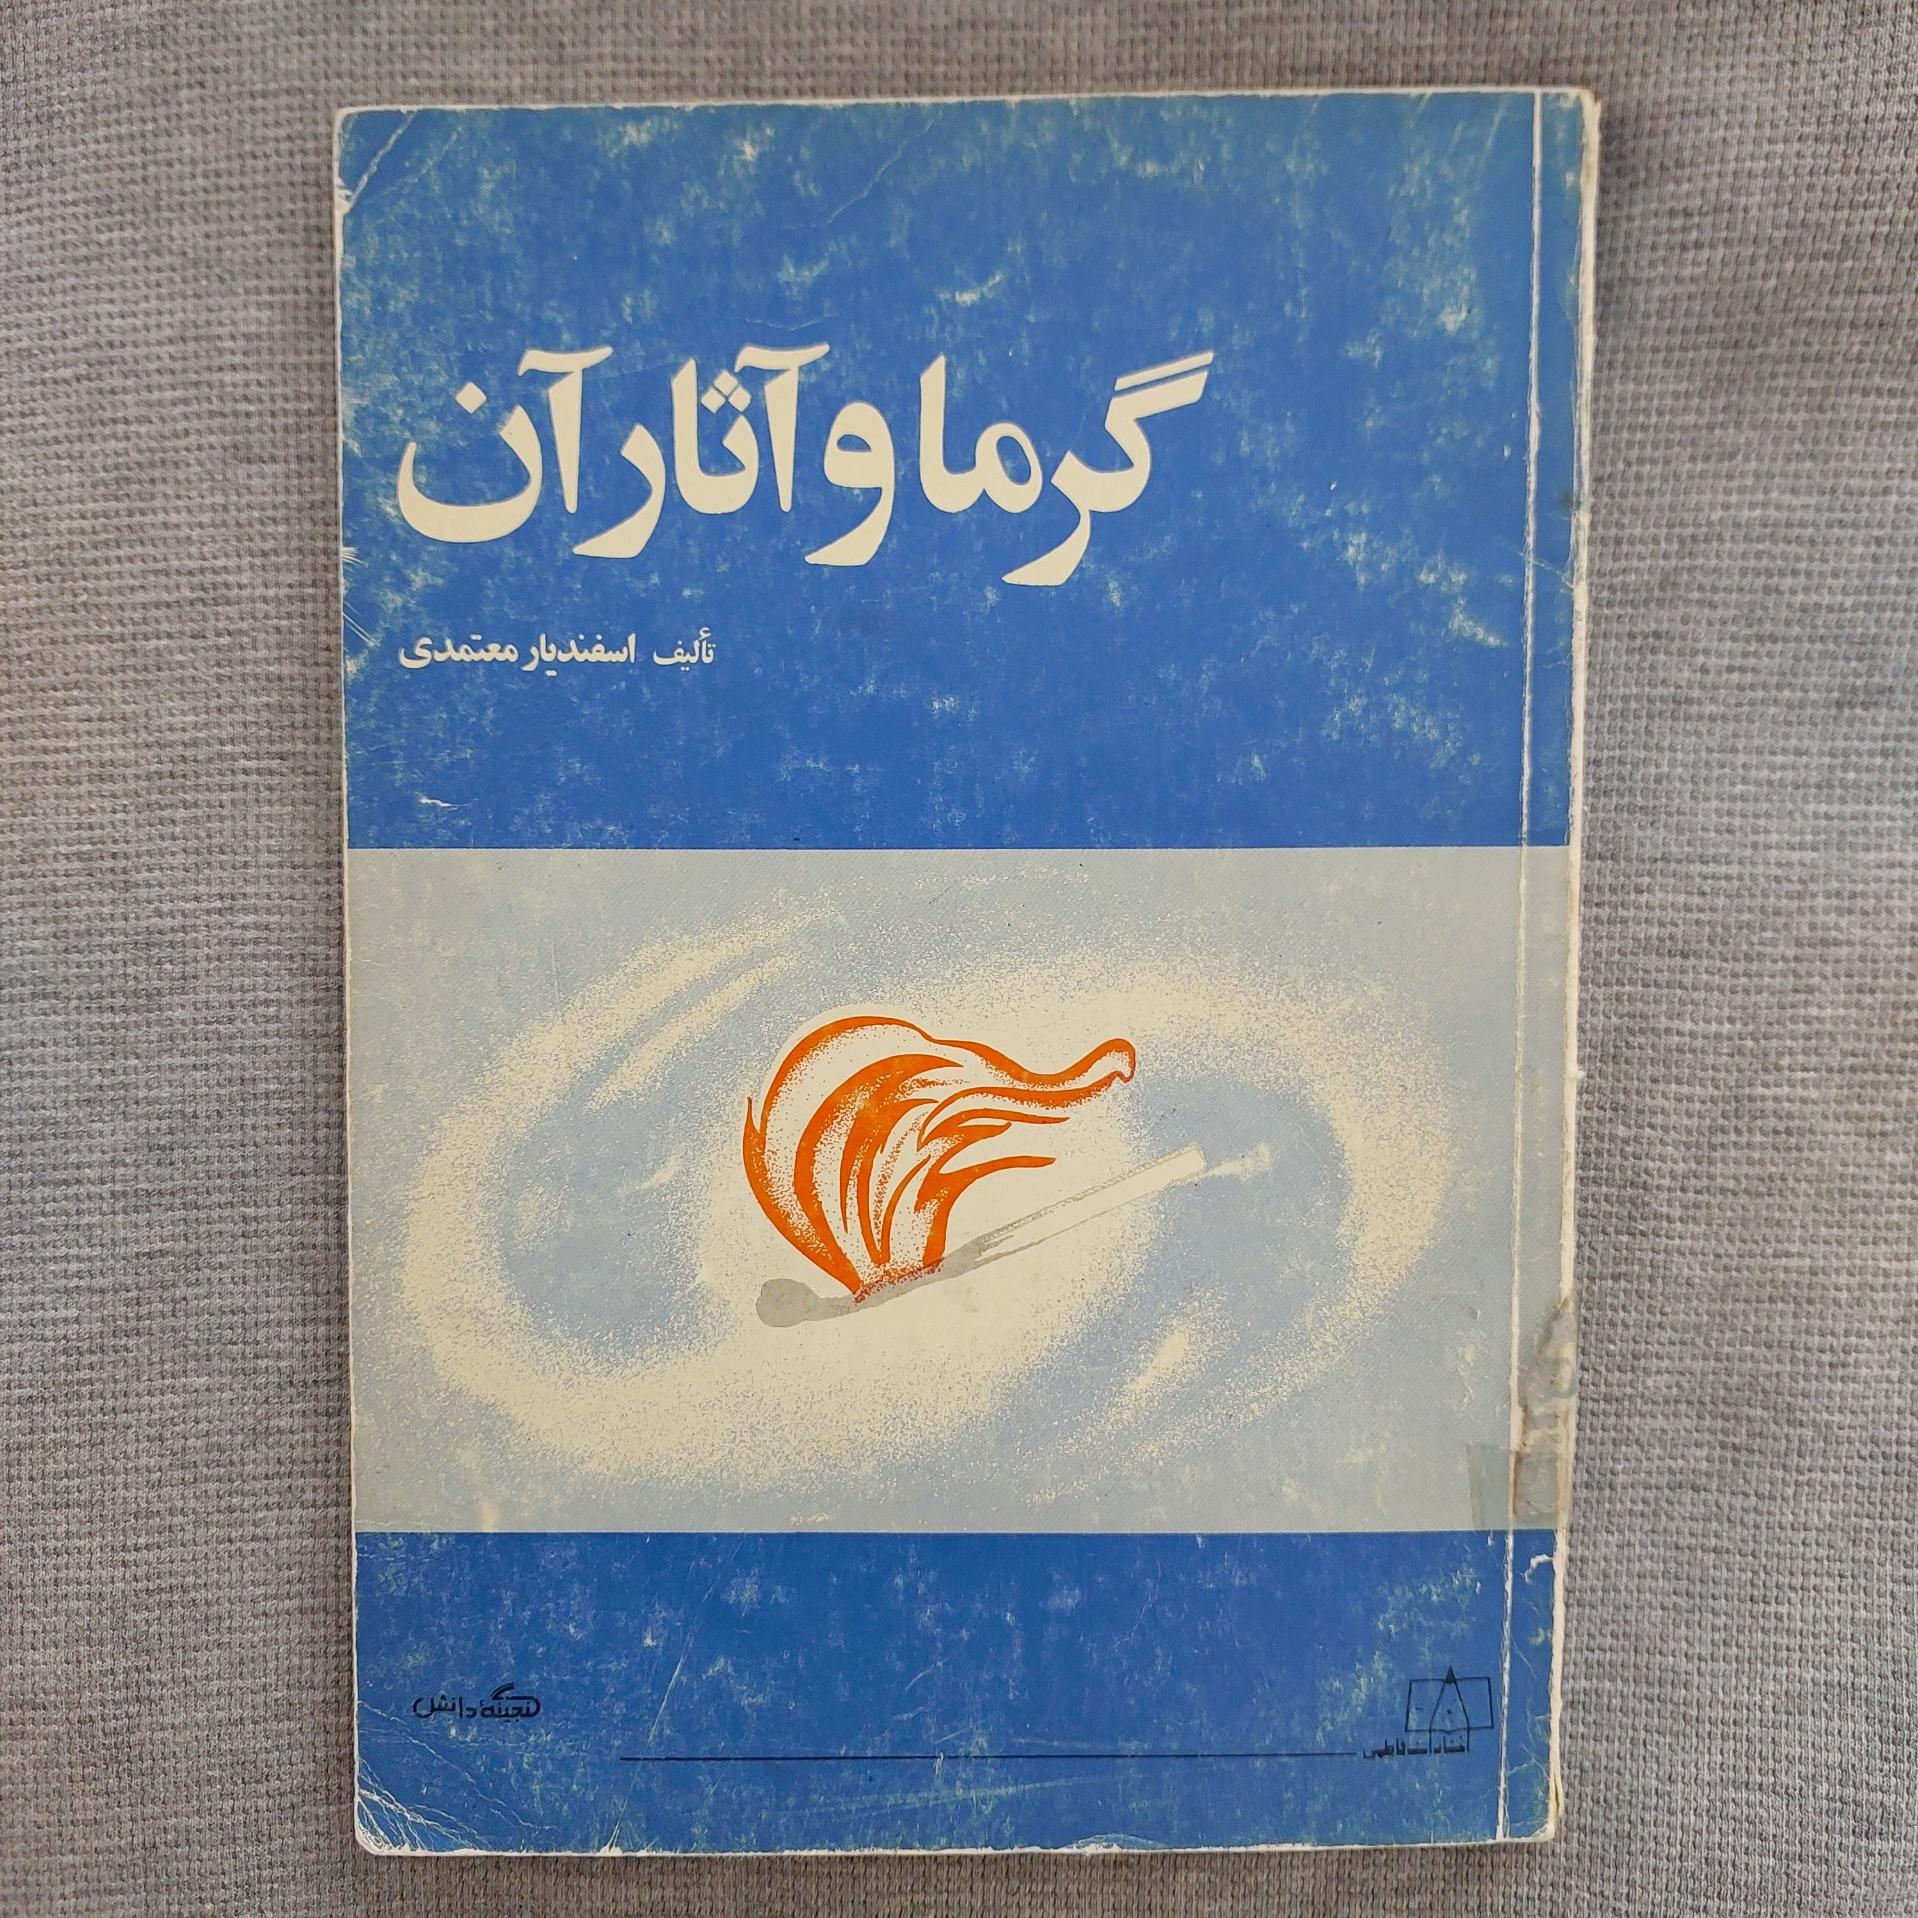 گرما و آثار آن
تألیف اسفندیار معتمدی
گنجینهٔ دانش
انتشارات فاطمی